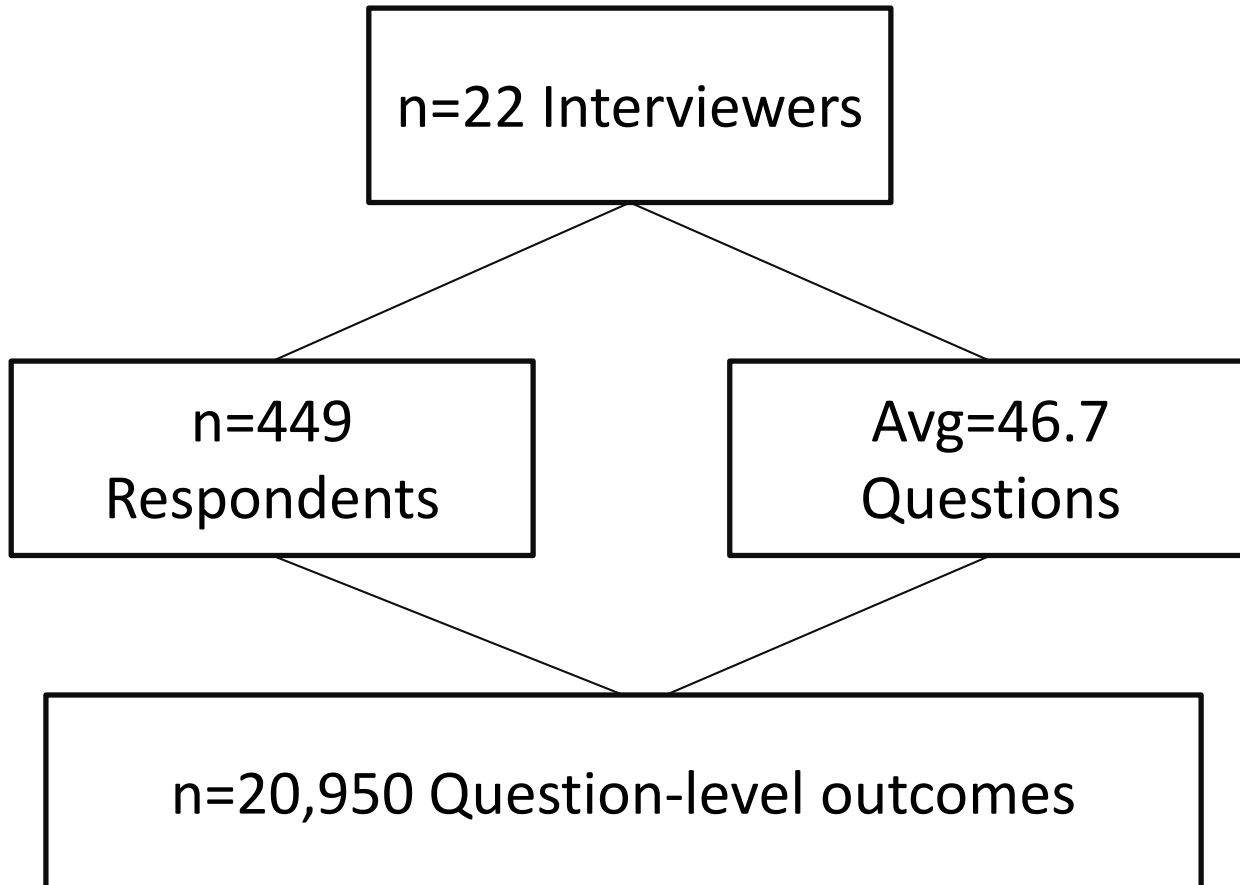 n=22 Interviewers
n=449
Respondents
Avg=46.7
Questions
n=20,950 Question-level outcomes